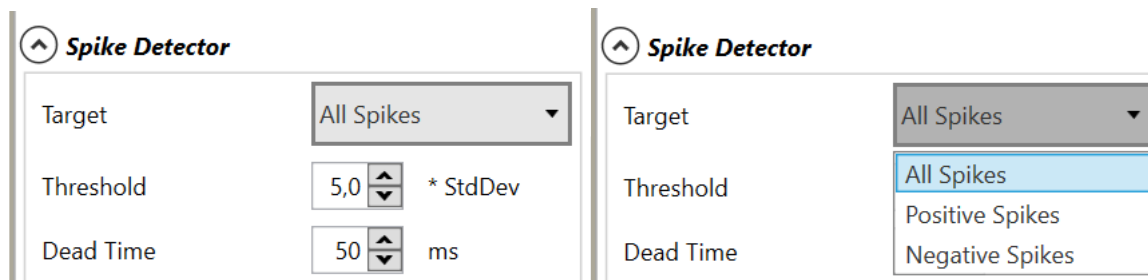 Spike Detector
Target All Spikes
Threshold 5,0 * StdDev
Dead Time 50 ms
Spike Detector
Target All Spikes
All Spikes
Threshold
Positive Spikes
Dead Time Negative Spikes